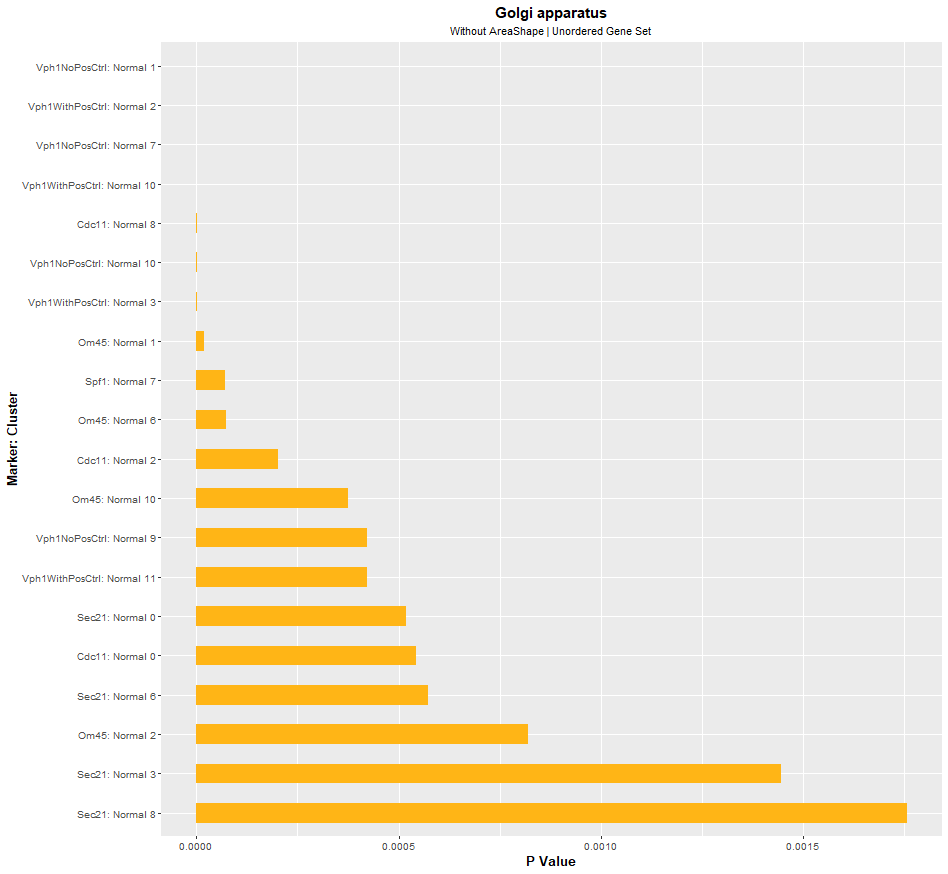 Golgi apparatus
Without AreaShape | Unordered Gene Set
Marker: Cluster
Vph1NoPosCtrl: Normal 1
Vph1WithPosCtrl: Normal 2
Vph1NoPosCtrl: Normal 7
Vph1WithPosCtrl: Normal 10
Cdc11: Normal 8
Vph1NoPosCtrl: Normal 10
Vph1WithPosCtrl: Normal 3
Om45: Normal 1
Spf1: Normal 7
Om45: Normal 6
Cdc11: Normal 2
Om45: Normal 10
Vph1NoPosCtrl: Normal 9
Vph1WithPosCtrl: Normal 11
Sec21: Normal 0
Cdc11: Normal 0
Sec21: Normal 6
Om45: Normal 2
Sec21: Normal 3
Sec21: Normal 8
0.0000 0.0005 0.0010 0.0015
P Value